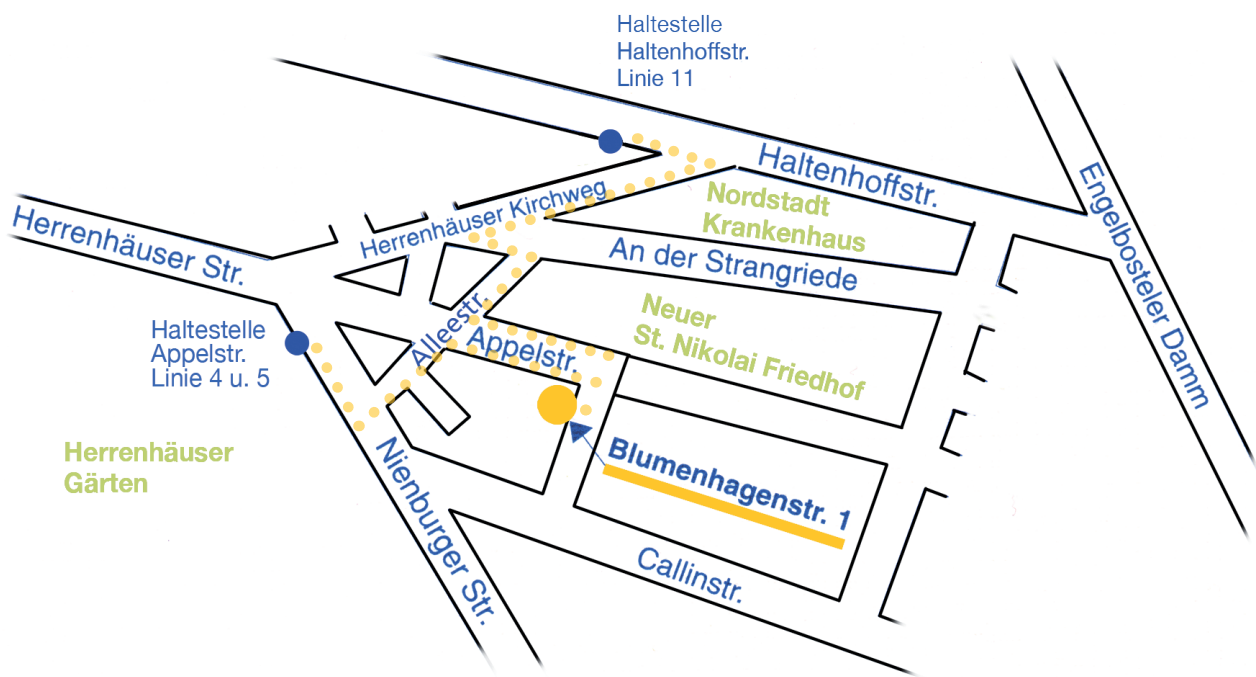 Haltestelle
Haltenhoffstr.
Linie 11
Haltenhoffstr.
Engelbosteler Damm
Nordstadt
Krankenhaus
Herrenhäuser Kirchweg
Herrenhäuser Str.
An der Strangriede
Neuer
St. Nikolai Friedhof
Alleestr.
Appelstr.
Haltestelle
Appelstr.
Linie 4 u. 5
Herrenhäuser
Gärten
Nienburger Str.
Blumenhagenstr. 1
Callinstr.